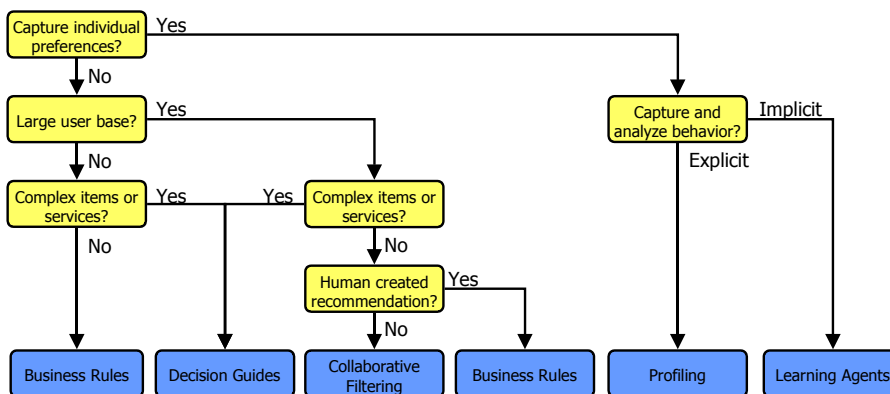 Capture individual
preferences?
Yes
No
Large user base?
Yes
Capture and
analyze behavior?
Implicit
No
Explicit
Complex items or
services?
Yes
Yes
Complex items or
services?
No
No
Human created
recommendation?
Yes
No
Business Rules
Decision Guides
Collaborative
Filtering
Business Rules
Profiling
Learning Agents